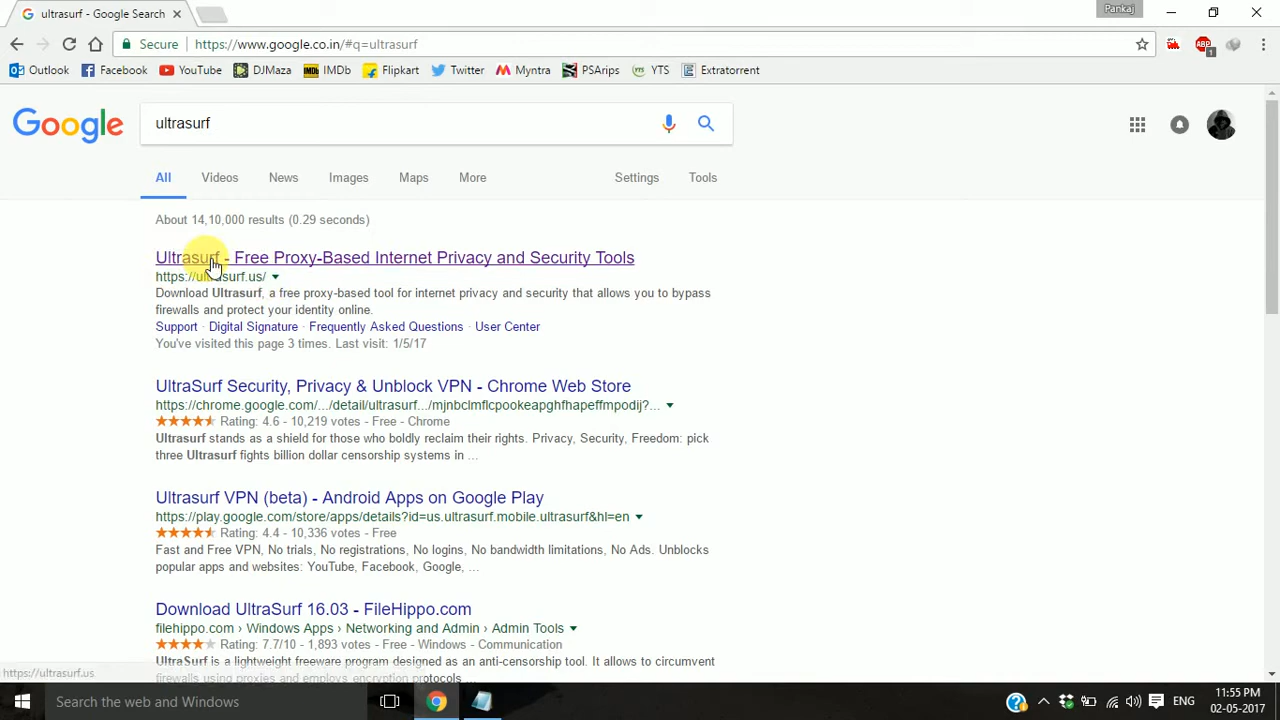 ultrasurf - Google Search
Pankaj
Secure
https://www.google.co.in/#q=ultrasurf
ABP
1
Outlook
Facebook
YouTube
DJMaza
IMDb
IMDb
Flipkart
Twitter
Myntra
PSArips
YTS
Extratorrent
Google
ultrasurf
All
Videos
News
Images
Maps
More
Settings
Tools
About 14,10,000 results (0.29 seconds)
Ultrasurf - Free Proxy-Based Internet Privacy and Security Tools
https://ultrasurf.us/
Download Ultrasurf, a free proxy-based tool for internet privacy and security that allows you to bypass
firewalls and protect your identity online.
Support · Digital Signature · Frequently Asked Questions · User Center
You've visited this page 3 times. Last visit: 1/5/17
UltraSurf Security, Privacy & Unblock VPN - Chrome Web Store
https://chrome.google.com/.../detail/ultrasurf.../mjnbclmflcpookeapghfhapeffmpodij?...
Rating: 4.6 - 10,219 votes - Free - Chrome
Ultrasurf stands as a shield for those who boldly reclaim their rights. Privacy, Security, Freedom: pick
three Ultrasurf fights billion dollar censorship systems in ...
Ultrasurf VPN (beta) - Android Apps on Google Play
https://play.google.com/store/apps/details?id=us.ultrasurf.mobile.ultrasurf&hl=en
Rating: 4.4 - 10,336 votes - Free
Fast and Free VPN, No trials, No registrations, No logins, No bandwidth limitations, No Ads. Unblocks
popular apps and websites: YouTube, Facebook, Google, ...
Download UltraSurf 16.03 - FileHippo.com
filehippo.com › Windows Apps › Networking and Admin › Admin Tools
Rating: 7.7/10 - 1,893 votes - Free - Windows - Communication
UltraSurf is a lightweight freeware program designed as an anti-censorship tool. It allows to circumvent
firewalls using proxies and employs encryption protocols...
https://ultrasurf.us
Search the web and Windows
ENG
11:55 PM
02-05-2017